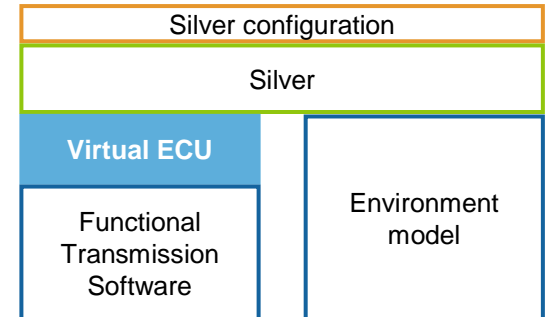 Silver configuration
Silver
Virtual ECU
Functional
Transmission
Software
Environment
model